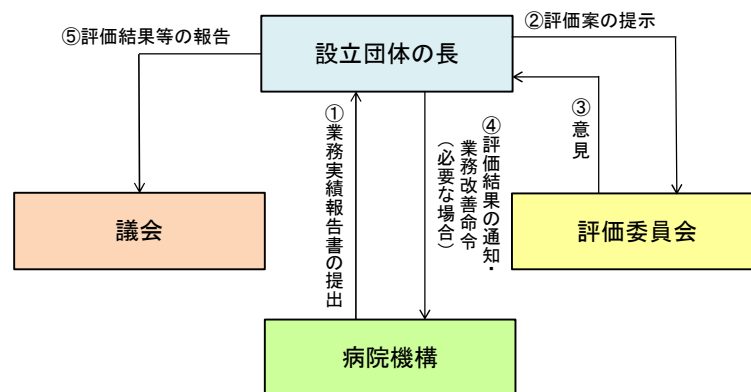 ⑤評価結果等の報告
②評価案の提示
設立団体の長
①業務実績報告書の提出
④評価結果の通知・
業務改善命令
（必要な場合）
③意見
議会
評価委員会
病院機構